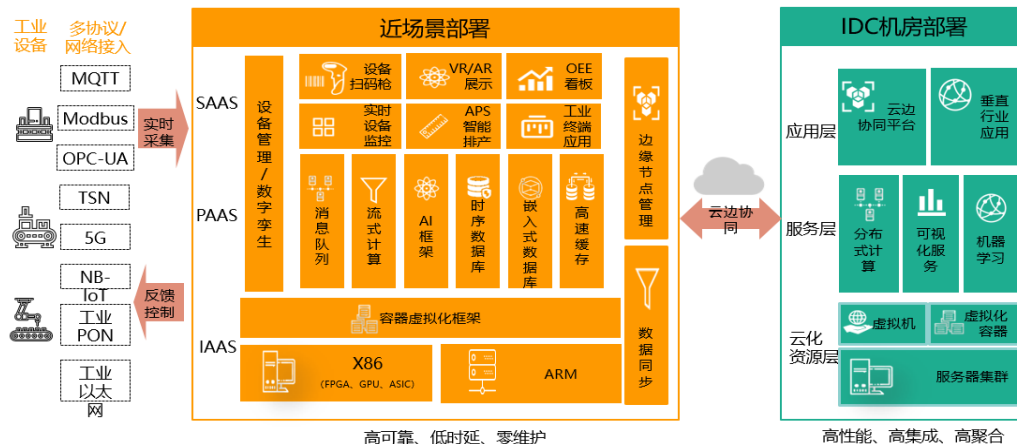 工业
设备
多协议/
网络接入
MQTT
Modbus
OPC-UA
TSN
5G
NB-
IoT
工业
PON
工业
以太
网
实时
采集
反馈
控制
近场景部署
SAAS
PAAS
IAAS
设备管理/数字孪生
设备
扫码枪
VR/AR
展示
OEE
看板
实时
设备
监控
APS
智能
排产
工业
终端
应用
消息队列
流式计算
AI框架
时序数据库
嵌入式数据库
高速缓存
边缘节点管理
数据同步
容器虚拟化框架
X86
(FPGA、GPU、ASIC)
ARM
高可靠、低时延、零维护
云边协
同
IDC机房部署
应用层
云边
协同平台
垂直
行业
应用
服务层
分布
式计
算
可视
化服
务
机器
学习
云化
资源层
虚拟机
虚拟化
容器
服务器集群
高性能、高集成、高聚合